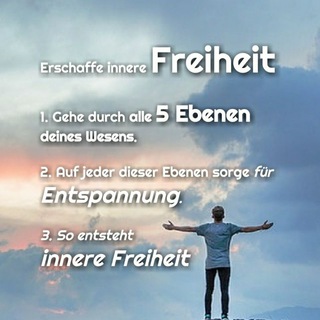 Erschaffe innere Freiheit
1. Gehe durch alle 5 Ebenen
deines Wesens.
2. Auf jeder dieser Ebenen sorge für
Entspannung.
3. So entsteht
innere Freiheit